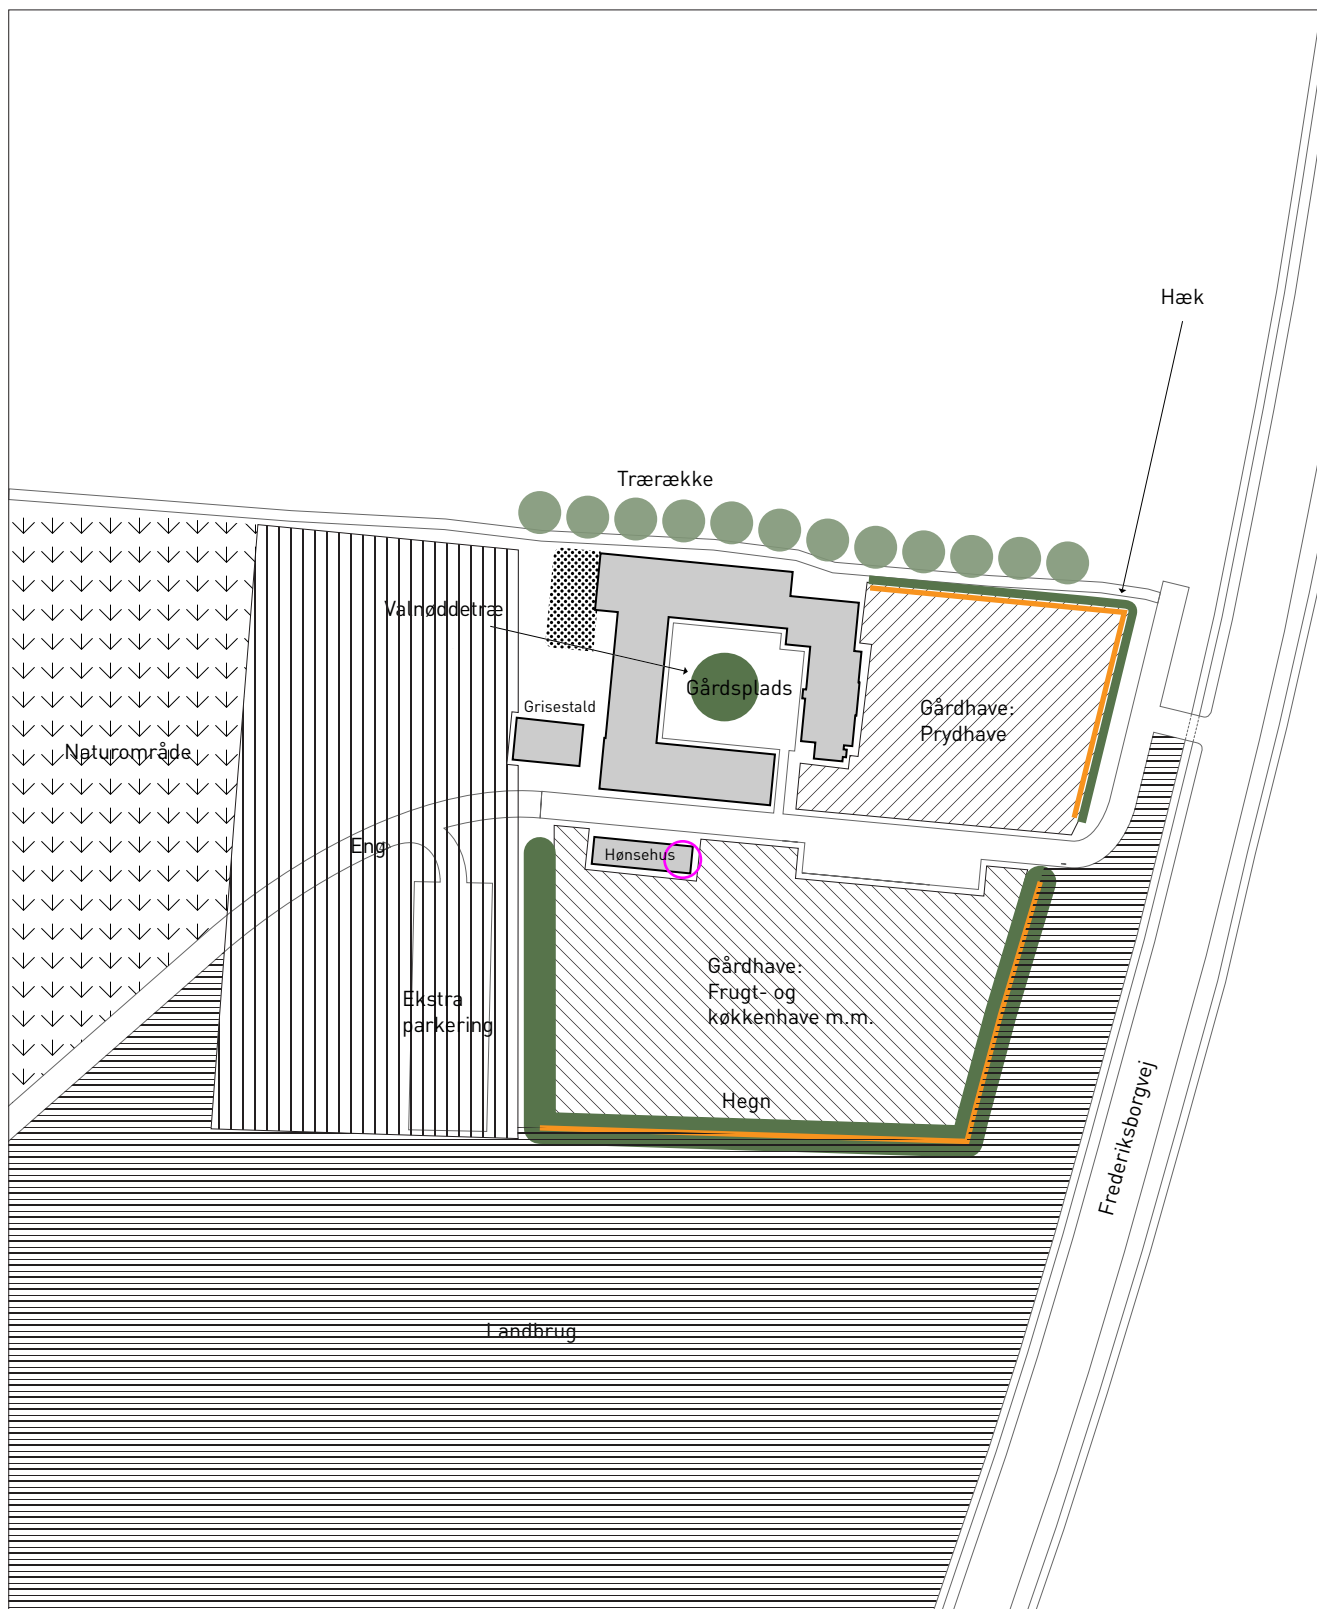 Hæk
Trærække
Valnøddetræ
Gårdsplads
Grisestald
Gårdhave:
Prydhave
Naturområde
Eng
Hønsehus
Ekstra
parkering
Gårdhave:
Frugt- og
køkkenhave m.m.
Hegn
Frederiksborgvej
Landbrug